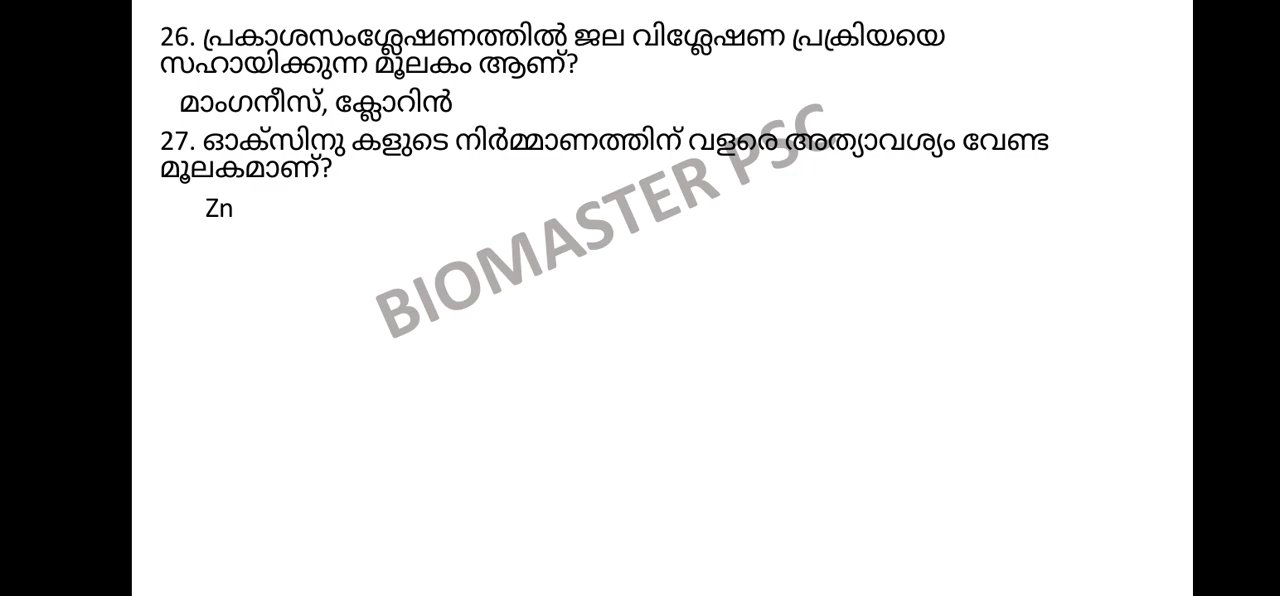 26. പ്രകാശസംശ്ലേഷണത്തിൽ ജല വിശ്ലേഷണ പ്രക്രിയയെ
സഹായിക്കുന്ന മൂലകം ആണ്?
മാംഗനീസ്, ക്ലോറിൻ
27. ഓക്സിനു കളുടെ നിർമ്മാണത്തിന് വളരെ അത്യാവശ്യം വേണ്ട
മൂലകമാണ്?
Zn
BIOMASTER PSC